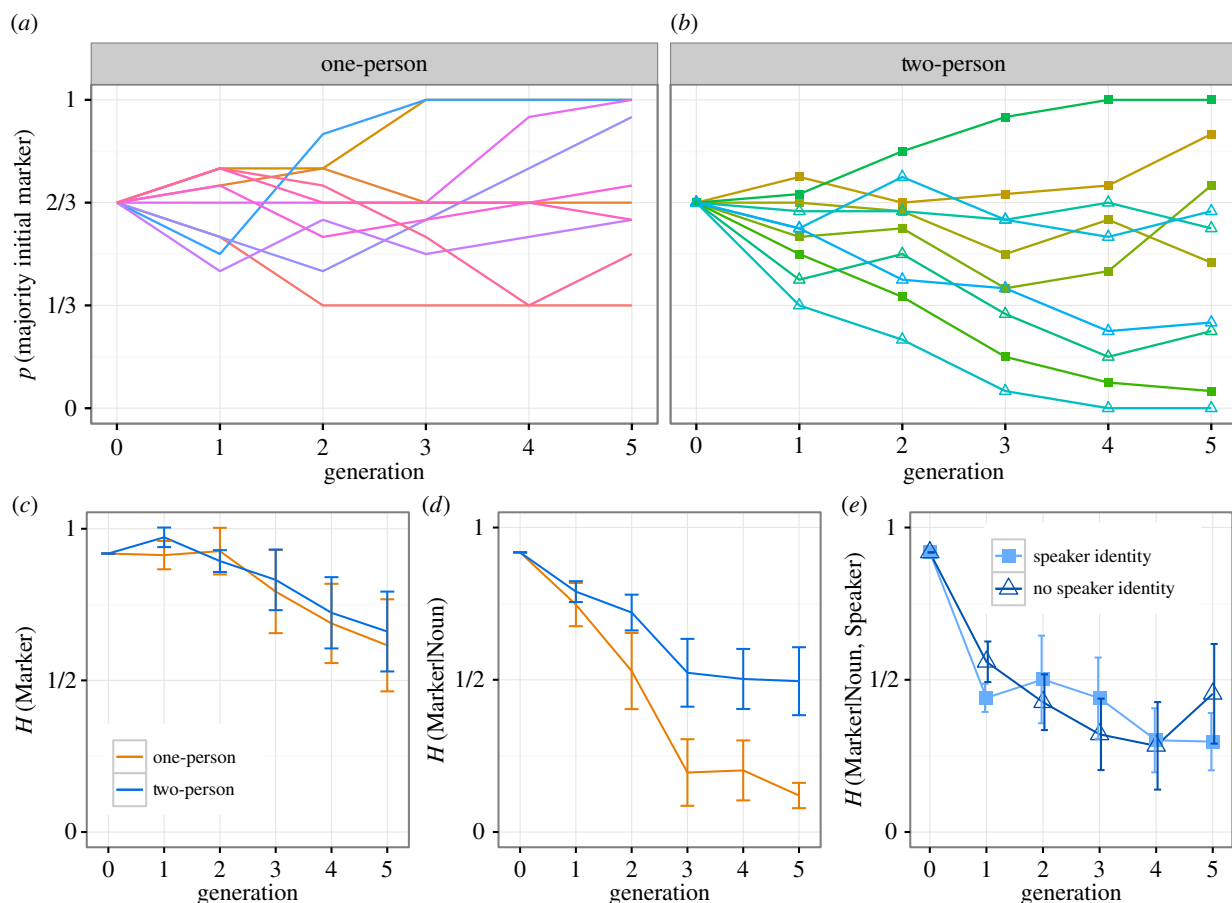 (a)
one-person
p (majority initial marker)
1
2/3
1/3
0
0 1 2 3 4 5
generation
(b)
two-person
0 1 2 3 4 5
generation
(c)
H (Marker)
1
1/2
0
one-person
two-person
0 1 2 3 4 5
generation
(d)
H (Marker|Noun)
1
1/2
0
0 1 2 3 4 5
generation
(e)
H (Marker|Noun, Speaker)
1
1/2
0
speaker identity
no speaker identity
0 1 2 3 4 5
generation